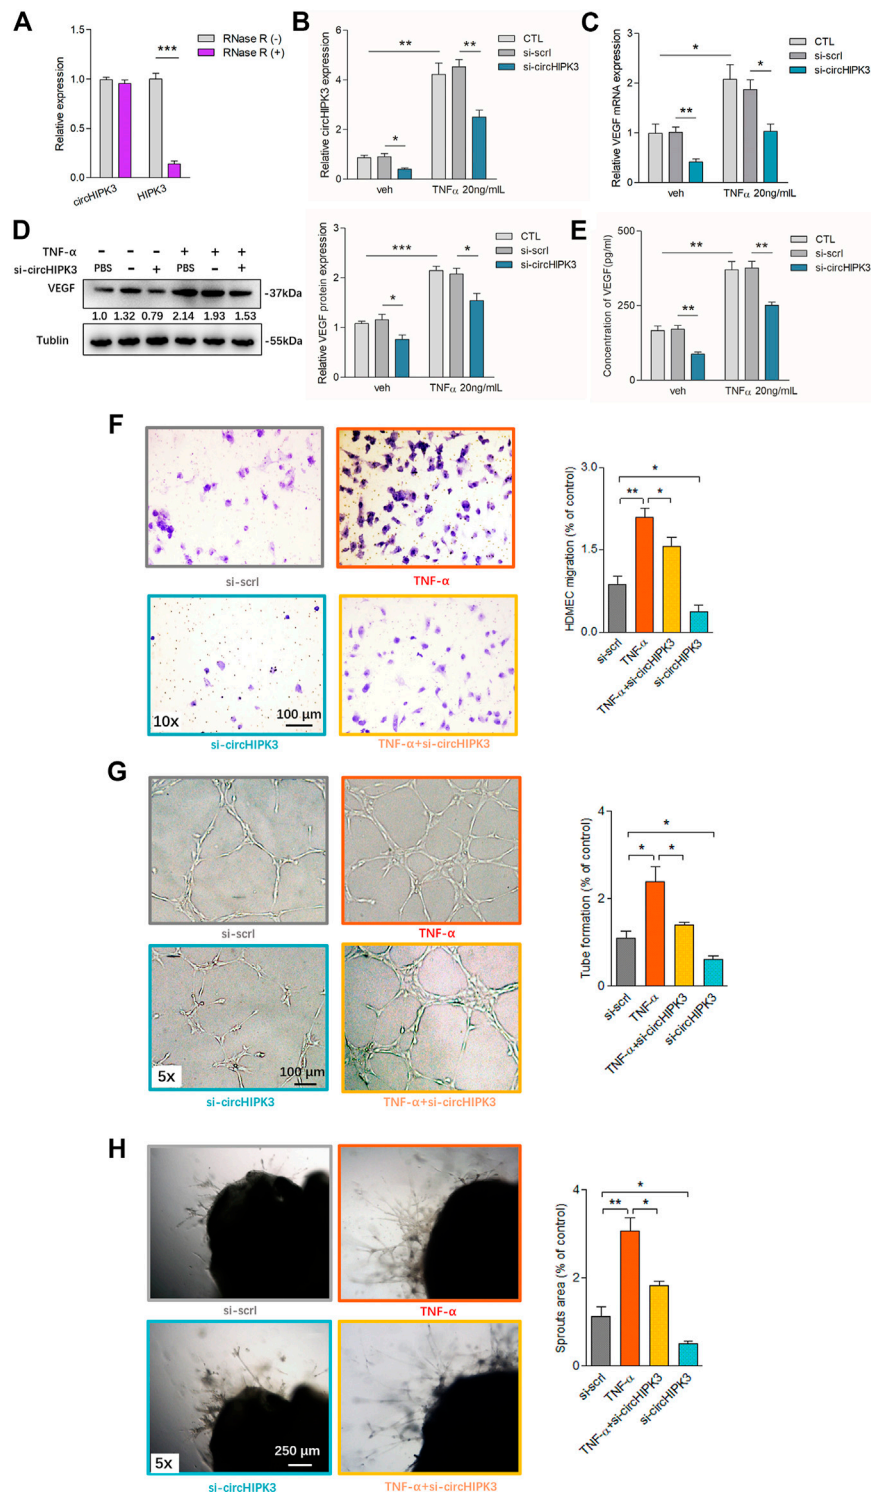 A
Relative expression
1.5
1.0
0.5
0.0
circHIPK3
HIPK3
***
RNase R (-)
RNase R (+)
B
Relative circHIPK3 expression
6
4
2
0
**
**
*
veh
TNFα 20ng/mlL
CTL
si-scrl
si-circHIPK3
C
Relative VEGF mRNA expression
3
2
1
0
*
*
**
veh
TNFα 20ng/mlL
CTL
si-scrl
si-circHIPK3
D
TNF-α - - - + + +
si-circHIPK3 PBS - + PBS - +
VEGF
-37kDa
1.0 1.32 0.79 2.14 1.93 1.53
Tublin
-55kDa
Relative VEGF protein expression
3
2
1
0
***
*
*
veh
TNFα 20ng/mlL
CTL
si-scrl
si-circHIPK3
E
Concentration of VEGF(pg/ml)
500
250
0
**
**
**
veh
TNFα 20ng/mlL
CTL
si-scrl
si-circHIPK3
F
si-scrl
TNF-α
10x
100 μm
si-circHIPK3
TNF-α+si-circHIPK3
HDMEC migration (% of control)
3.0
1.5
0.0
*
**
*
si-scrl
TNF-α
TNF-α+si-circHIPK3
si-circHIPK3
G
si-scrl
TNF-α
5x
100 μm
si-circHIPK3
TNF-α+si-circHIPK3
Tube formation (% of control)
4
2
0
*
*
*
si-scrl
TNF-α
TNF-α+si-circHIPK3
si-circHIPK3
H
si-scrl
TNF-α
5x
250 μm
si-circHIPK3
TNF-α+si-circHIPK3
Sprouts area (% of control)
4
2
0
*
**
*
si-scrl
TNF-α
TNF-α+si-circHIPK3
si-circHIPK3